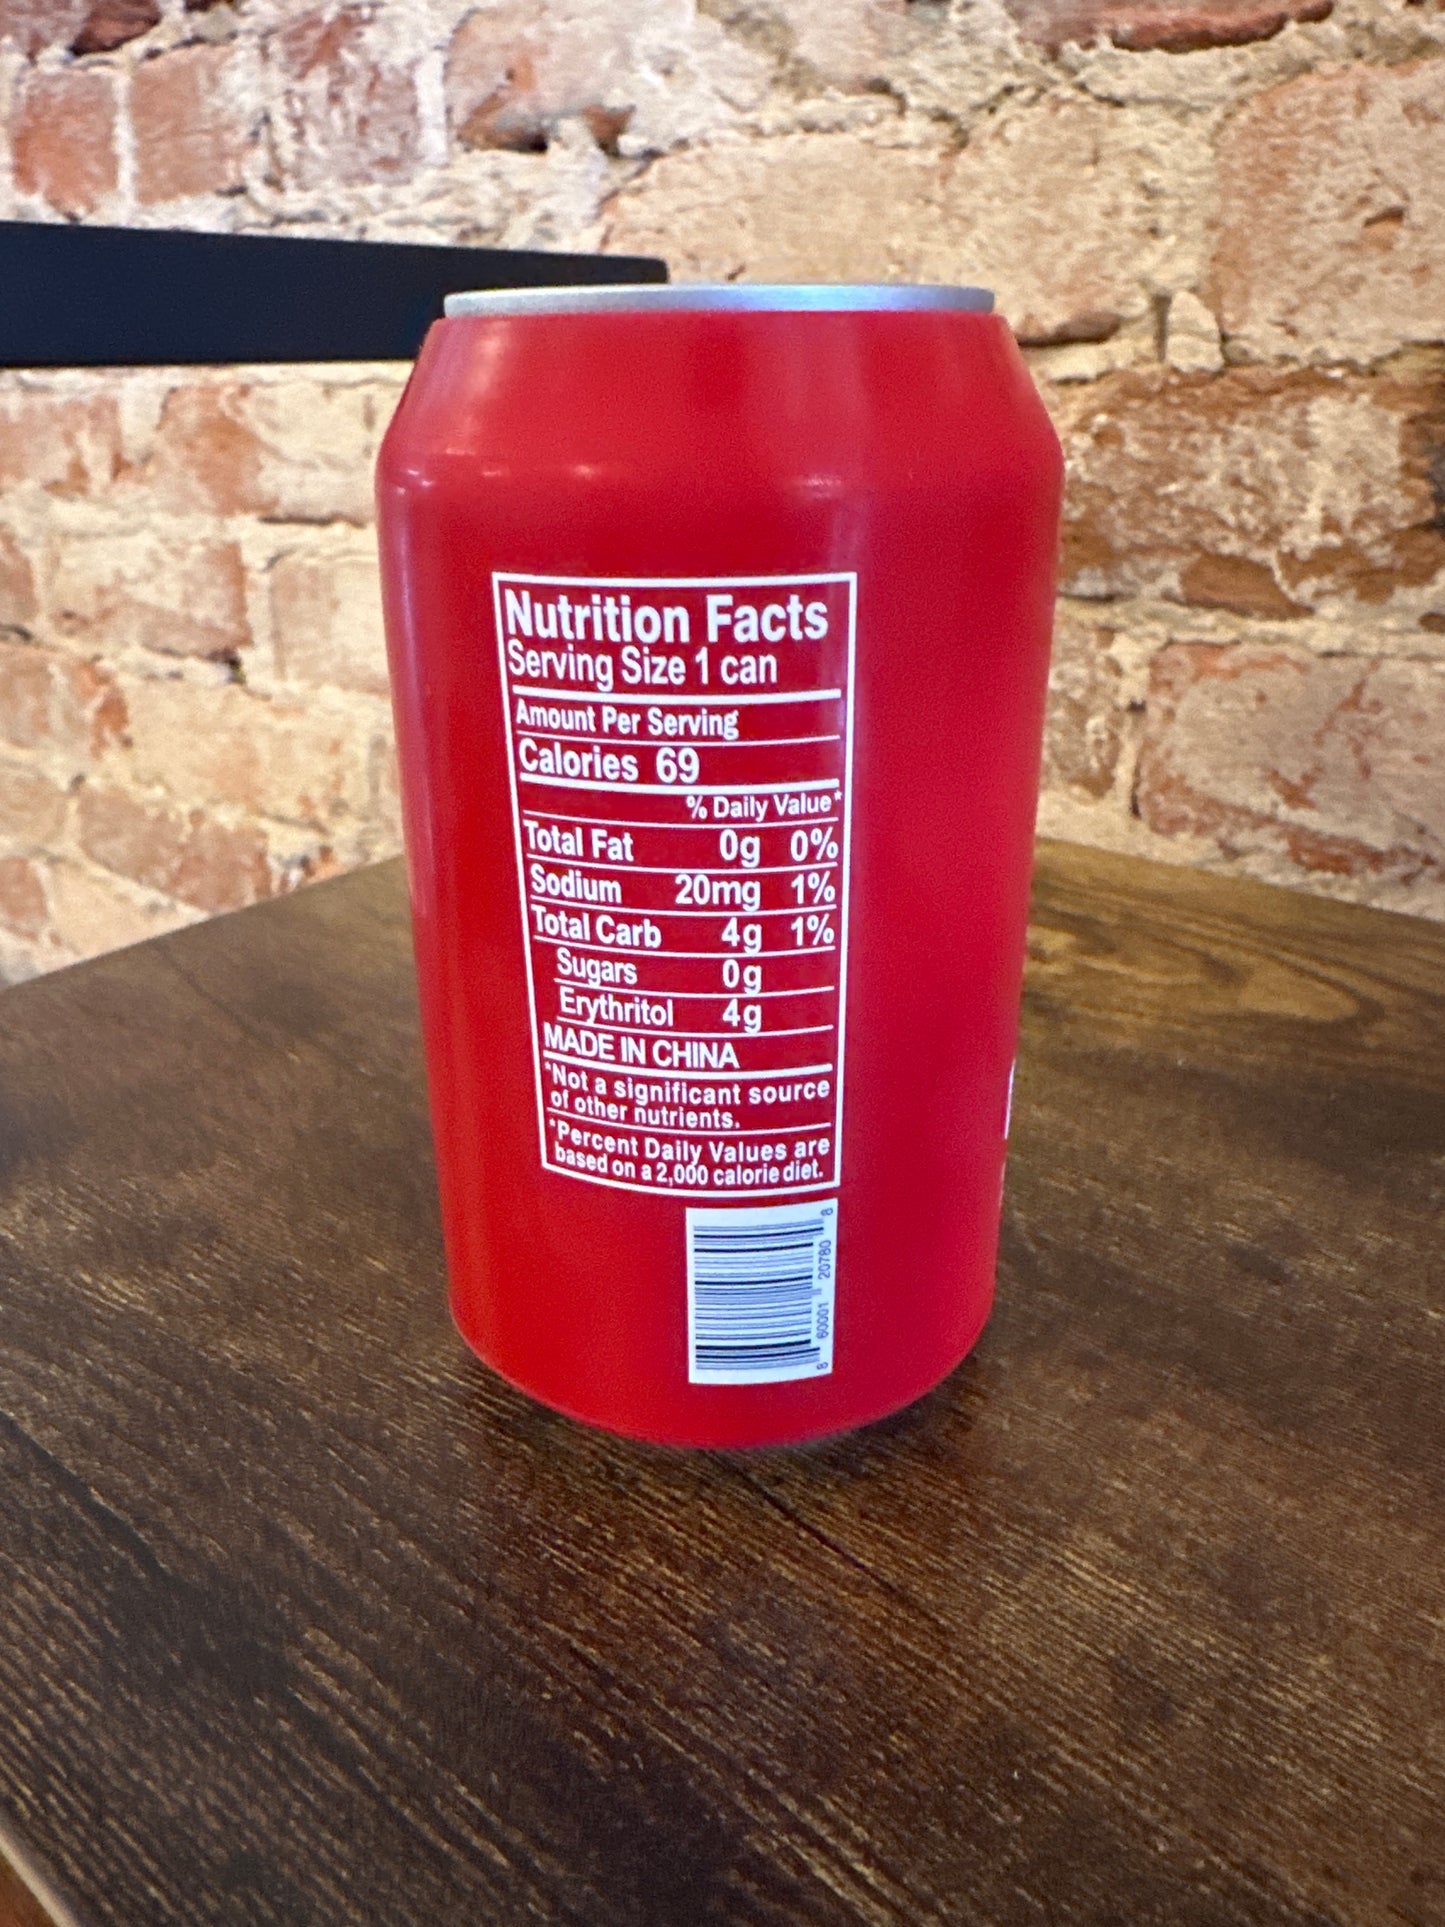 Nutrition Facts
Serving Size 1 can
Amount Per Serving
Calories 69
% Daily Value*
Total Fat 0g 0%
Sodium 20mg 1%
Total Carb 4g 1%
Sugars 0g
Erythritol 4g
MADE IN CHINA
*Not a significant source
of other nutrients.
*Percent Daily Values are
based on a 2,000 calorie diet.
8 60001 20780 8